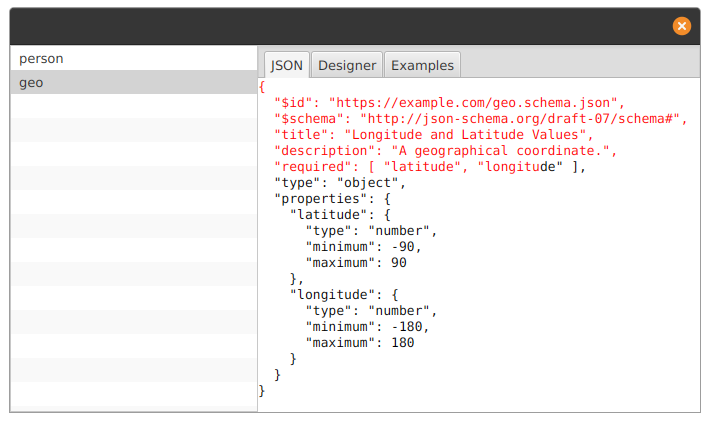 person
geo
JSON Designer Examples
{
  "$id": "https://example.com/geo.schema.json",
  "$schema": "http://json-schema.org/draft-07/schema#",
  "title": "Longitude and Latitude Values",
  "description": "A geographical coordinate.",
  "required": [ "latitude", "longitude" ],
  "type": "object",
  "properties": {
    "latitude": {
      "type": "number",
      "minimum": -90,
      "maximum": 90
    },
    "longitude": {
      "type": "number",
      "minimum": -180,
      "maximum": 180
    }
  }
}